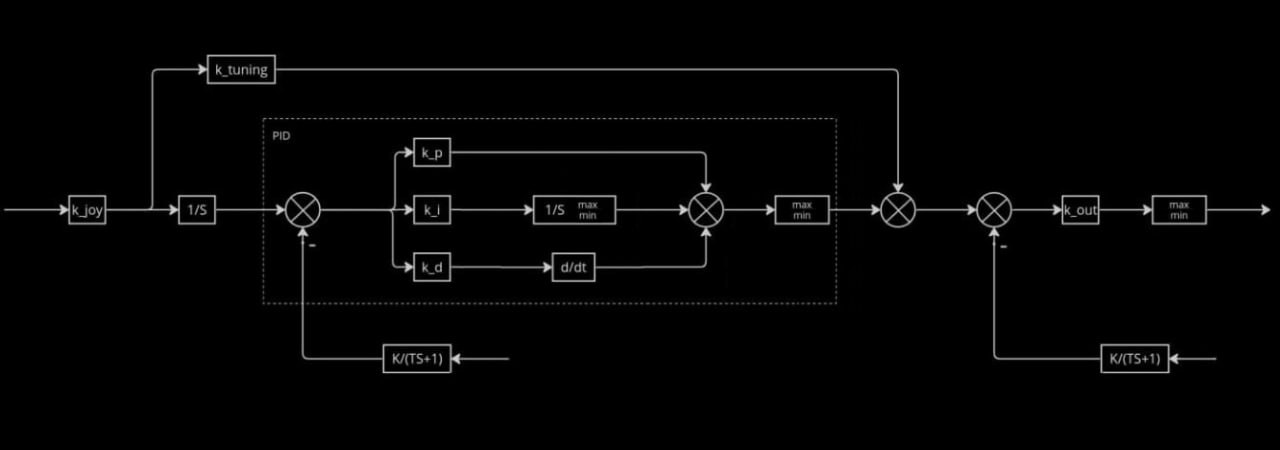 k_tuning
PID
k_p
k_joy
1/S
k_i
1/S
max
min
max
min
k_out
max
min
-
-
k_d
d/dt
K/(TS+1)
K/(TS+1)